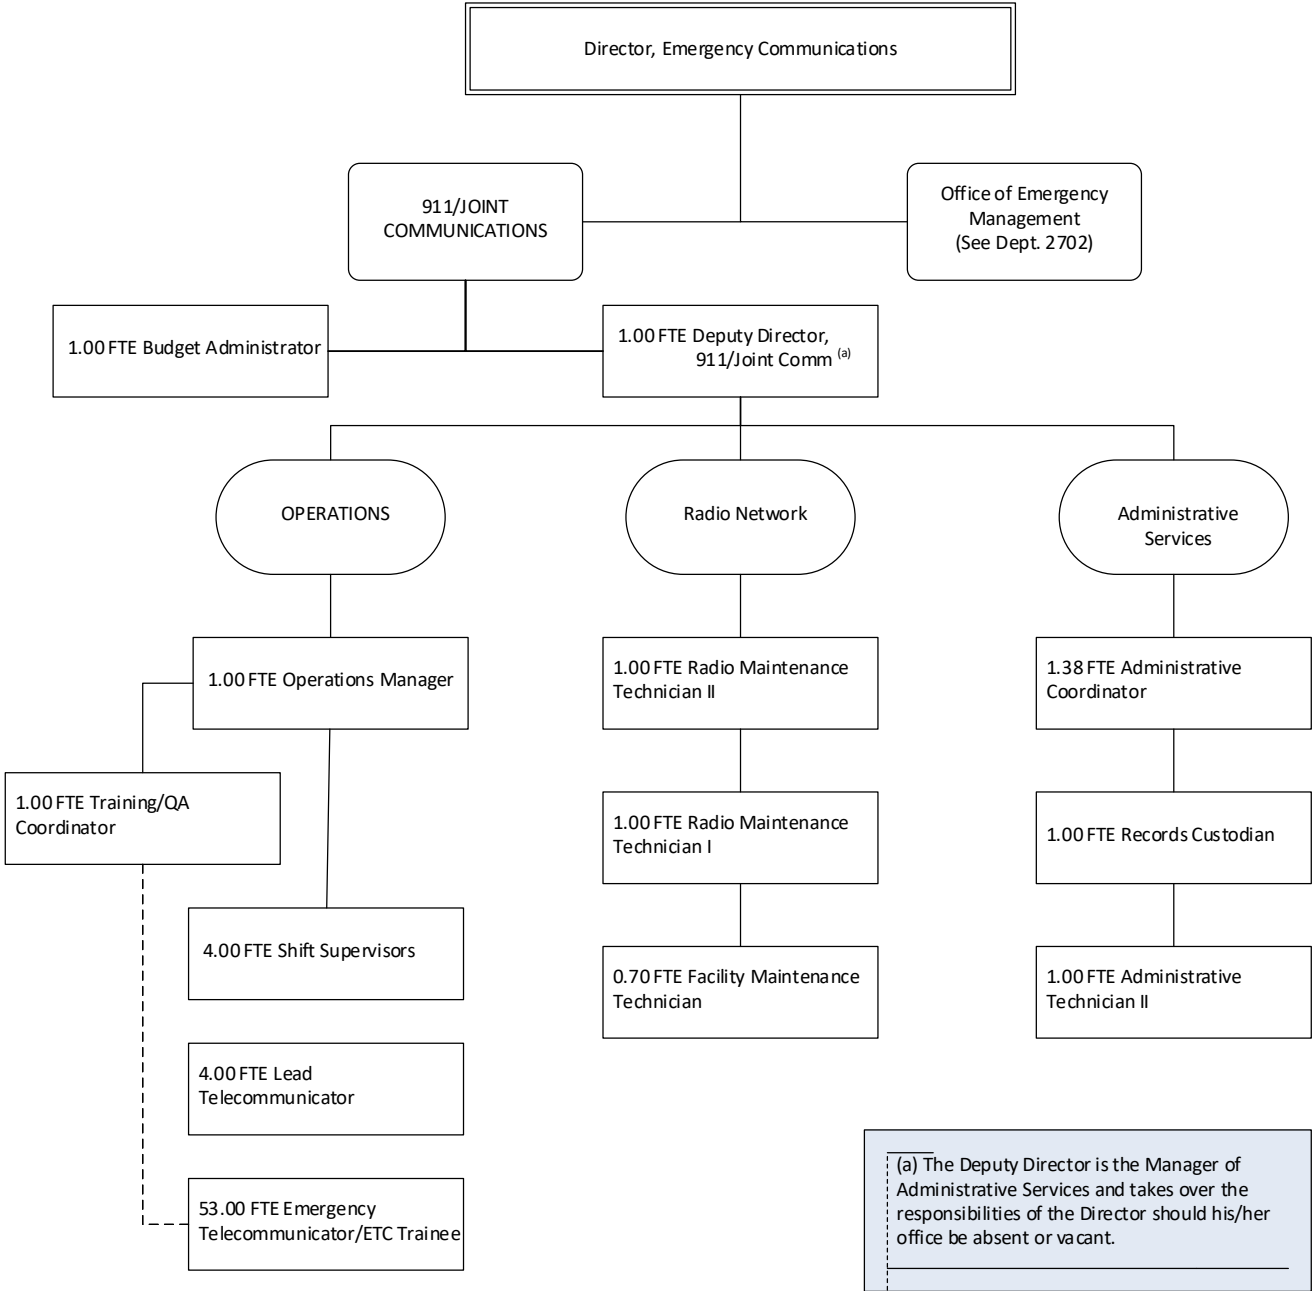 Director, Emergency Communications
911/JOINT
COMMUNICATIONS
Office of Emergency
Management
(See Dept. 2702)
1.00 FTE Budget Administrator
1.00 FTE Deputy Director,
911/Joint Comm (a)
OPERATIONS
Radio Network
Administrative
Services
1.00 FTE Operations Manager
1.00 FTE Radio Maintenance
Technician II
1.38 FTE Administrative
Coordinator
1.00 FTE Training/QA
Coordinator
1.00 FTE Radio Maintenance
Technician I
1.00 FTE Records Custodian
4.00 FTE Shift Supervisors
0.70 FTE Facility Maintenance
Technician
1.00 FTE Administrative
Technician II
4.00 FTE Lead
Telecommunicator
53.00 FTE Emergency
Telecommunicator/ETC Trainee
(a) The Deputy Director is the Manager of
Administrative Services and takes over the
responsibilities of the Director should his/her
office be absent or vacant.